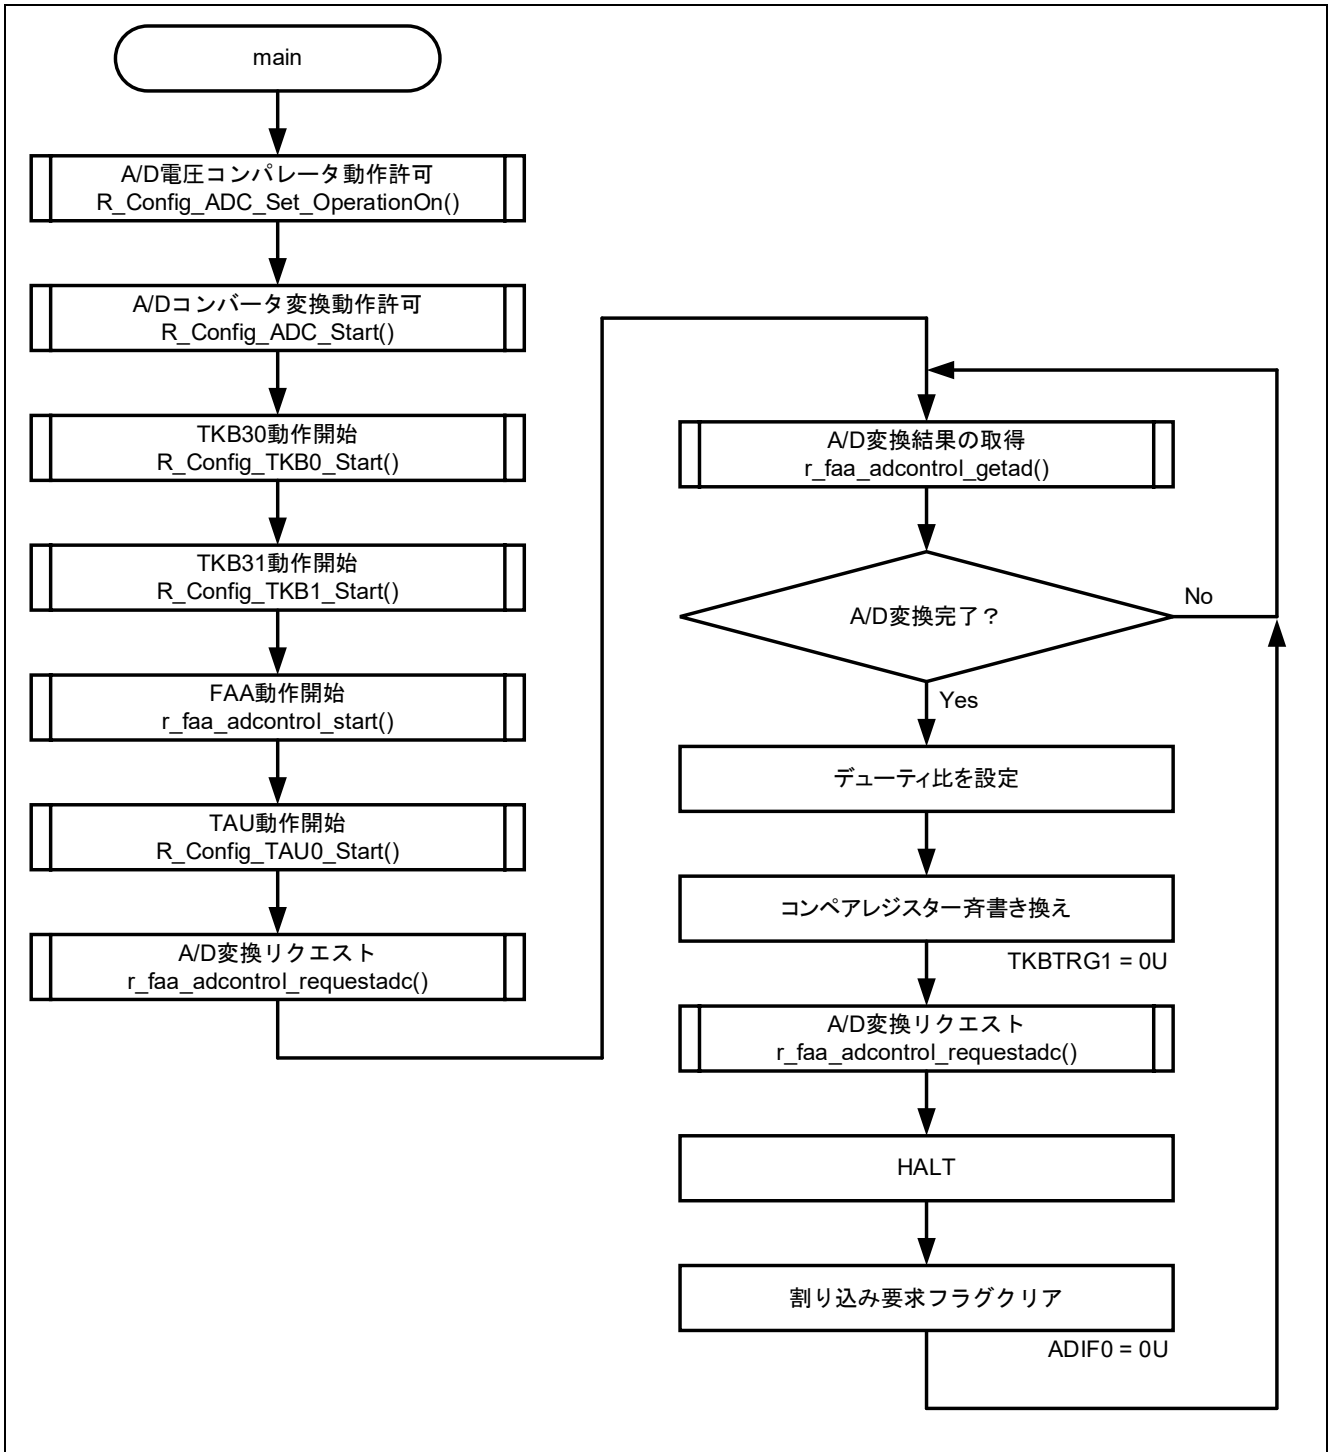 main
A/D電圧コンパレータ動作許可
R_Config_ADC_Set_OperationOn()
A/Dコンバータ変換動作許可
R_Config_ADC_Start()
TKB30動作開始
R_Config_TKB0_Start()
TKB31動作開始
R_Config_TKB1_Start()
FAA動作開始
r_faa_adcontrol_start()
TAU動作開始
R_Config_TAU0_Start()
A/D変換リクエスト
r_faa_adcontrol_requestadc()
A/D変換結果の取得
r_faa_adcontrol_getad()
A/D変換完了？
No
Yes
デューティ比を設定
コンペアレジスタ一斉書き換え
TKBTRG1 = 0U
A/D変換リクエスト
r_faa_adcontrol_requestadc()
HALT
割り込み要求フラグクリア
ADIF0 = 0U